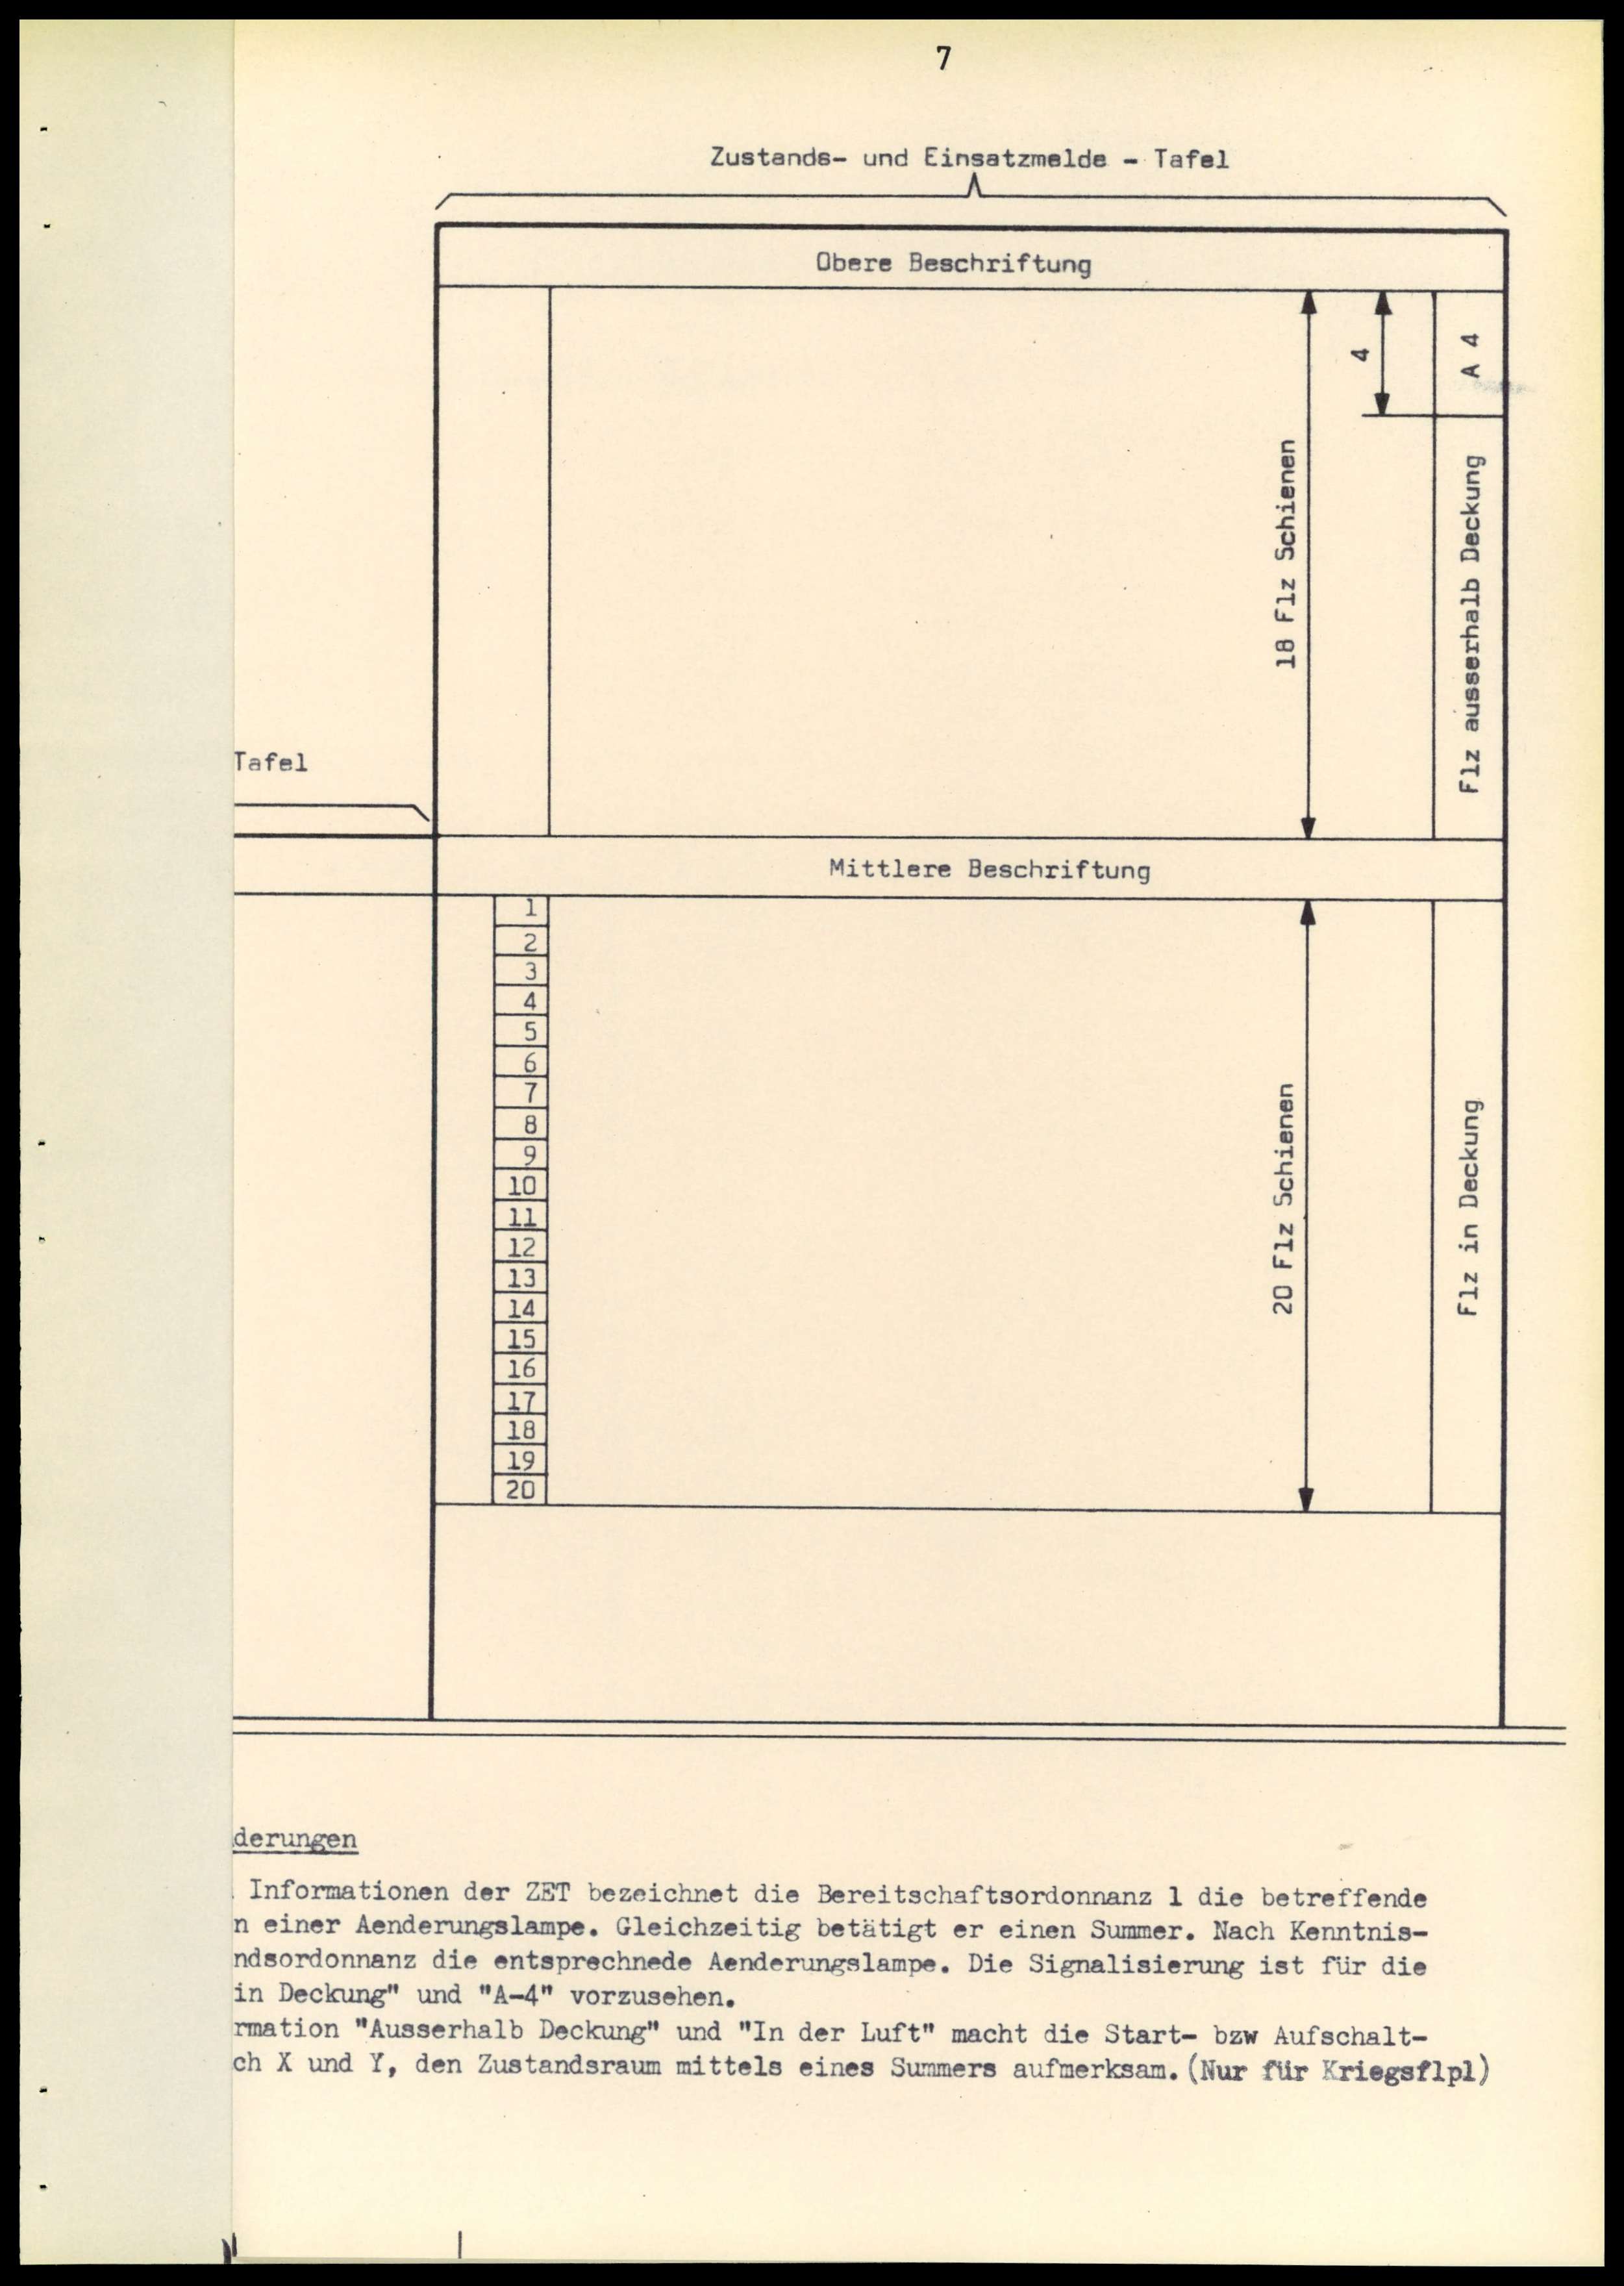 7
Zustands- und Einsatzmelde - Tafel
Obere Beschriftung
4
A 4
18 Flz Schienen
Flz ausserhalb Deckung
Tafel
Mittlere Beschriftung
1
2
3
4
5
6
7
8
9
10
11
12
13
14
15
16
17
18
19
20
20 Flz Schienen
Flz in Deckung
derungen
Informationen der ZET bezeichnet die Bereitschaftsordonnanz 1 die betreffende
n einer Aenderungslampe. Gleichzeitig betätigt er einen Summer. Nach Kenntnis-
ndsordonnanz die entsprechnede Aenderungslampe. Die Signalisierung ist für die
in Deckung" und "A-4" vorzusehen.
rmation "Ausserhalb Deckung" und "In der Luft" macht die Start- bzw Aufschalt-
ch X und Y, den Zustandsraum mittels eines Summers aufmerksam. (Nur für Kriegsflpl)